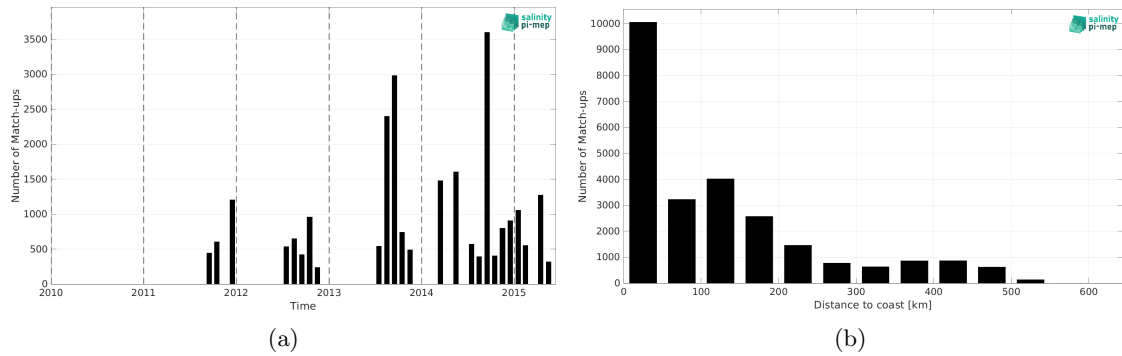 salinity
pi-mep
Number of Match-ups
3500
3000
2500
2000
1500
1000
500
0
2010 2011 2012 2013 2014 2015
Time
(a)
salinity
pi-mep
Number of Match-ups
10000
9000
8000
7000
6000
5000
4000
3000
2000
1000
0
0 100 200 300 400 500 600
Distance to coast [km]
(b)